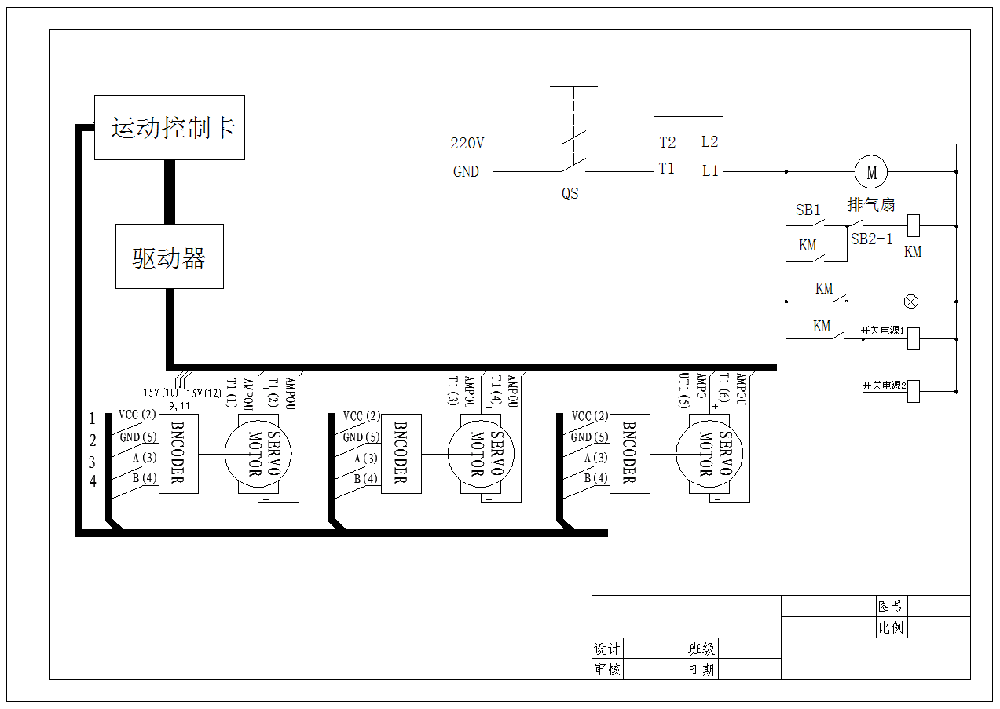 运动控制卡
驱动器
220V
GND
QS
T2
L2
T1
L1
M
排气扇
SB1
SB2-1
KM
KM
KM
KM
开关电源1
开关电源2
+15V(10)
-15V(12)
9,11
1
2
3
4
VCC(2)
GND(5)
A(3)
B(4)
BNCODER
AMPOU
T1(1)
AMPOU
T1(2)
+
SERVO
MOTOR
-
VCC(2)
GND(5)
A(3)
B(4)
BNCODER
AMPOU
T1(3)
AMPOU
T1(4)
+
SERVO
MOTOR
-
VCC(2)
GND(5)
A(3)
B(4)
BNCODER
AMPO
UT1(5)
AMPOU
T1(6)
+
SERVO
MOTOR
-
图号
比例
设计
班级
审核
日期